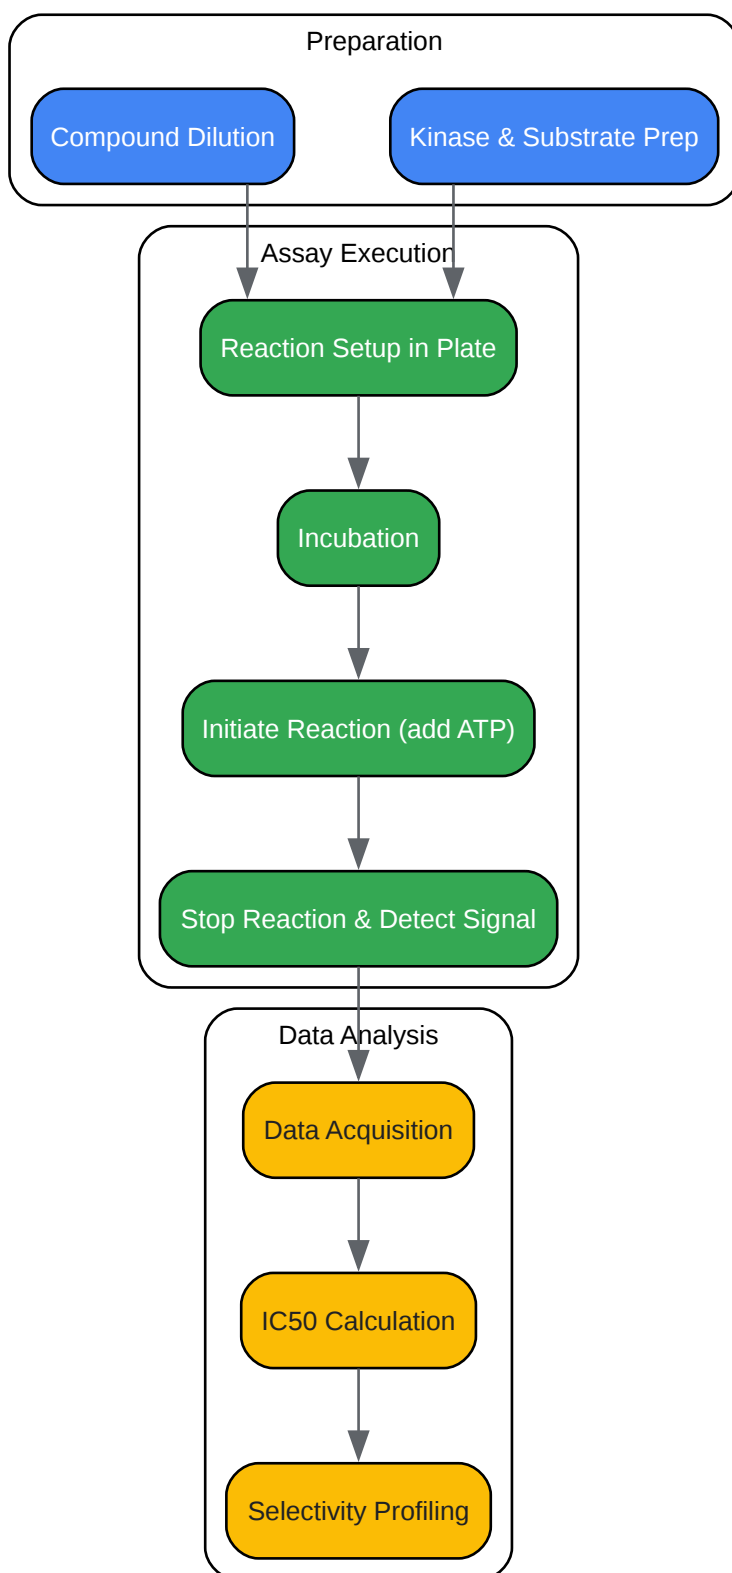 Preparation
Compound Dilution
Kinase & Substrate Prep
Assay Execution
Reaction Setup in Plate
Incubation
Initiate Reaction (add ATP)
Stop Reaction & Detect Signal
Data Analysis
Data Acquisition
IC50 Calculation
Selectivity Profiling